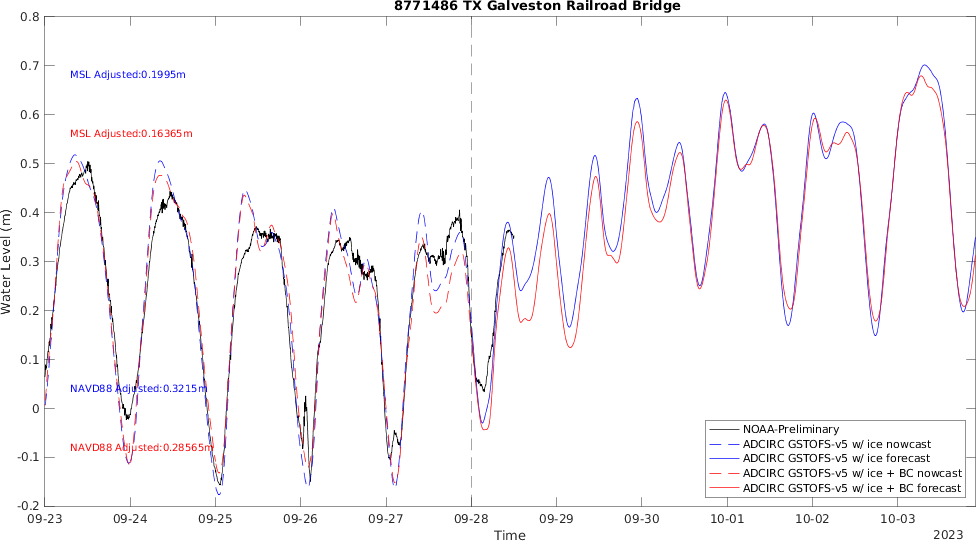 8771486 TX Galveston Railroad Bridge
0.8
0.7
0.6
0.5
0.4
0.3
0.2
0.1
0
-0.1
-0.2
Water Level (m)
MSL Adjusted:0.1995m
MSL Adjusted:0.16365m
NAVD88 Adjusted:0.3215m
NAVD88 Adjusted:0.28565m
NOAA-Preliminary
ADCIRC GSTOFS-v5 w/ ice nowcast
ADCIRC GSTOFS-v5 w/ ice forecast
ADCIRC GSTOFS-v5 w/ ice + BC nowcast
ADCIRC GSTOFS-v5 w/ ice + BC forecast
09-23 09-24 09-25 09-26 09-27 09-28 09-29 09-30 10-01 10-02 10-03
Time
2023